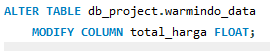 ALTER TABLE db_project.warmindo_data
MODIFY COLUMN total_harga FLOAT;